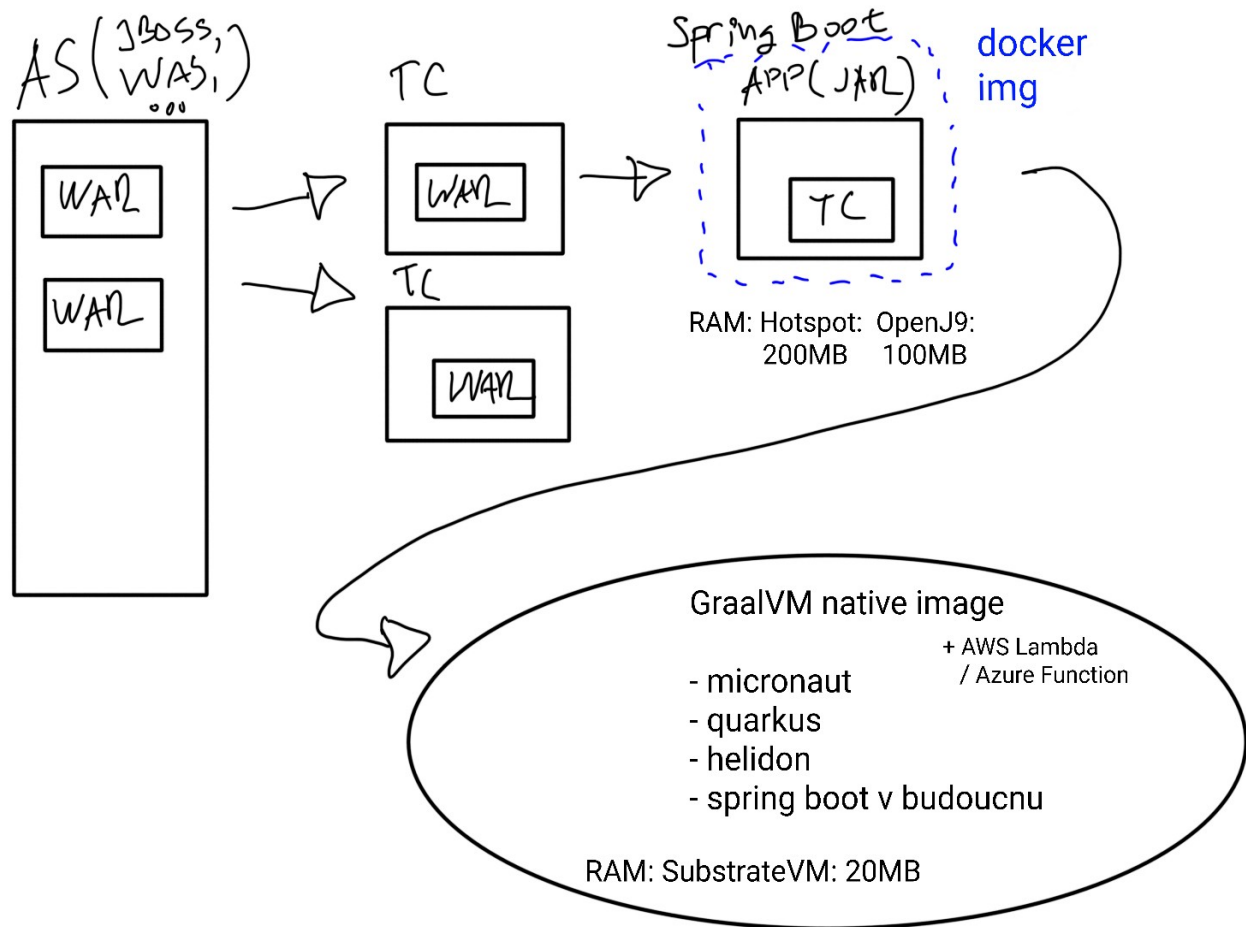 AS (JBOSS,
WAS,
...)
WAR
WAR
TC
WAR
TC
WAR
Spring Boot
APP (JAR)
TC
docker
img
RAM: Hotspot: OpenJ9:
200MB 100MB
GraalVM native image
+ AWS Lambda
/ Azure Function
- micronaut
- quarkus
- helidon
- spring boot v budoucnu
RAM: SubstrateVM: 20MB